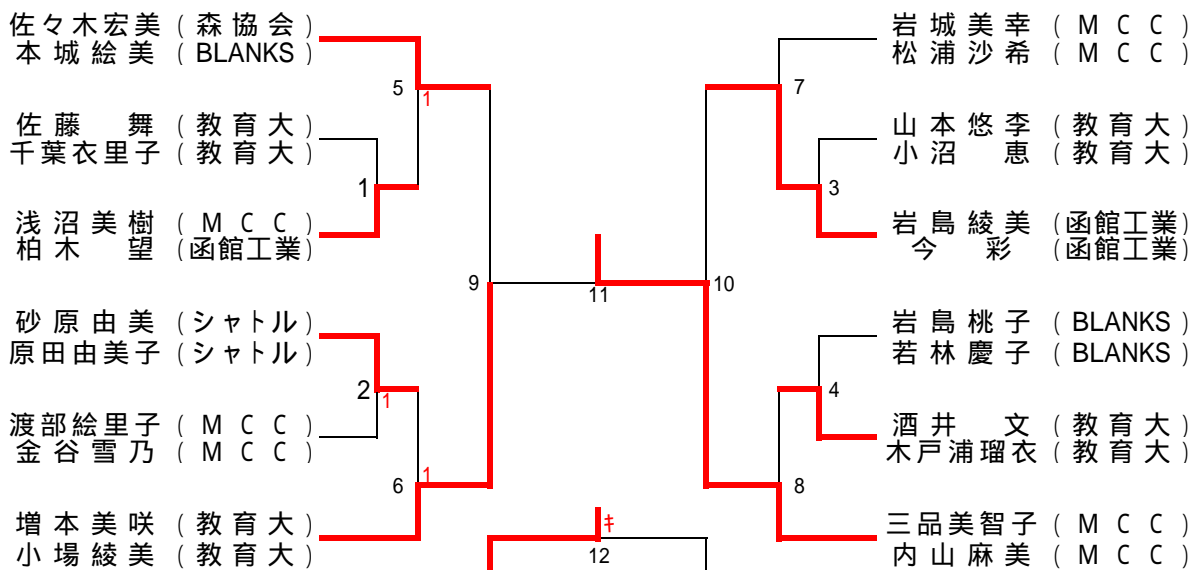 佐々木宏美 ( 森協会 )
本城絵美 ( BLANKS )
佐藤　舞 ( 教育大 )
千葉衣里子 ( 教育大 )
浅沼美樹 ( M C C )
柏木　望 (函館工業)
砂原由美 ( シャトル )
原田由美子 ( シャトル )
渡部絵里子 ( M C C )
金谷雪乃 ( M C C )
増本美咲 ( 教育大 )
小場綾美 ( 教育大 )
5
1
1
2
1
6
1
9
11
12
キ
10
7
3
4
8
岩城美幸 ( M C C )
松浦沙希 ( M C C )
山本悠李 ( 教育大 )
小沼　恵 ( 教育大 )
岩島綾美 (函館工業)
今　彩 (函館工業)
岩島桃子 ( BLANKS )
若林慶子 ( BLANKS )
酒井　文 ( 教育大 )
木戸浦瑠衣 ( 教育大 )
三品美智子 ( M C C )
内山麻美 ( M C C )